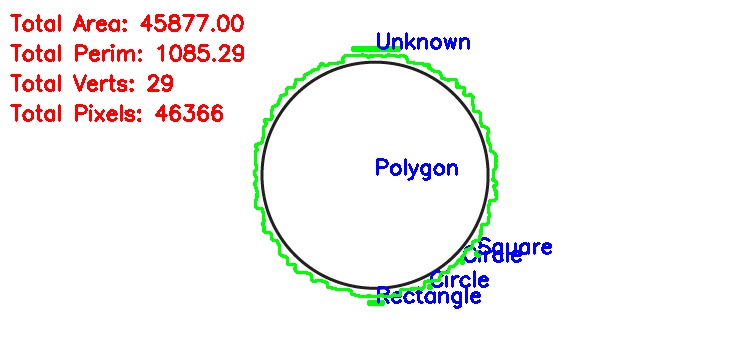 Total Area: 45877.00
Total Perim: 1085.29
Total Verts: 29
Total Pixels: 46366
Unknown
Polygon
Square
Circle
Circle
Rectangle